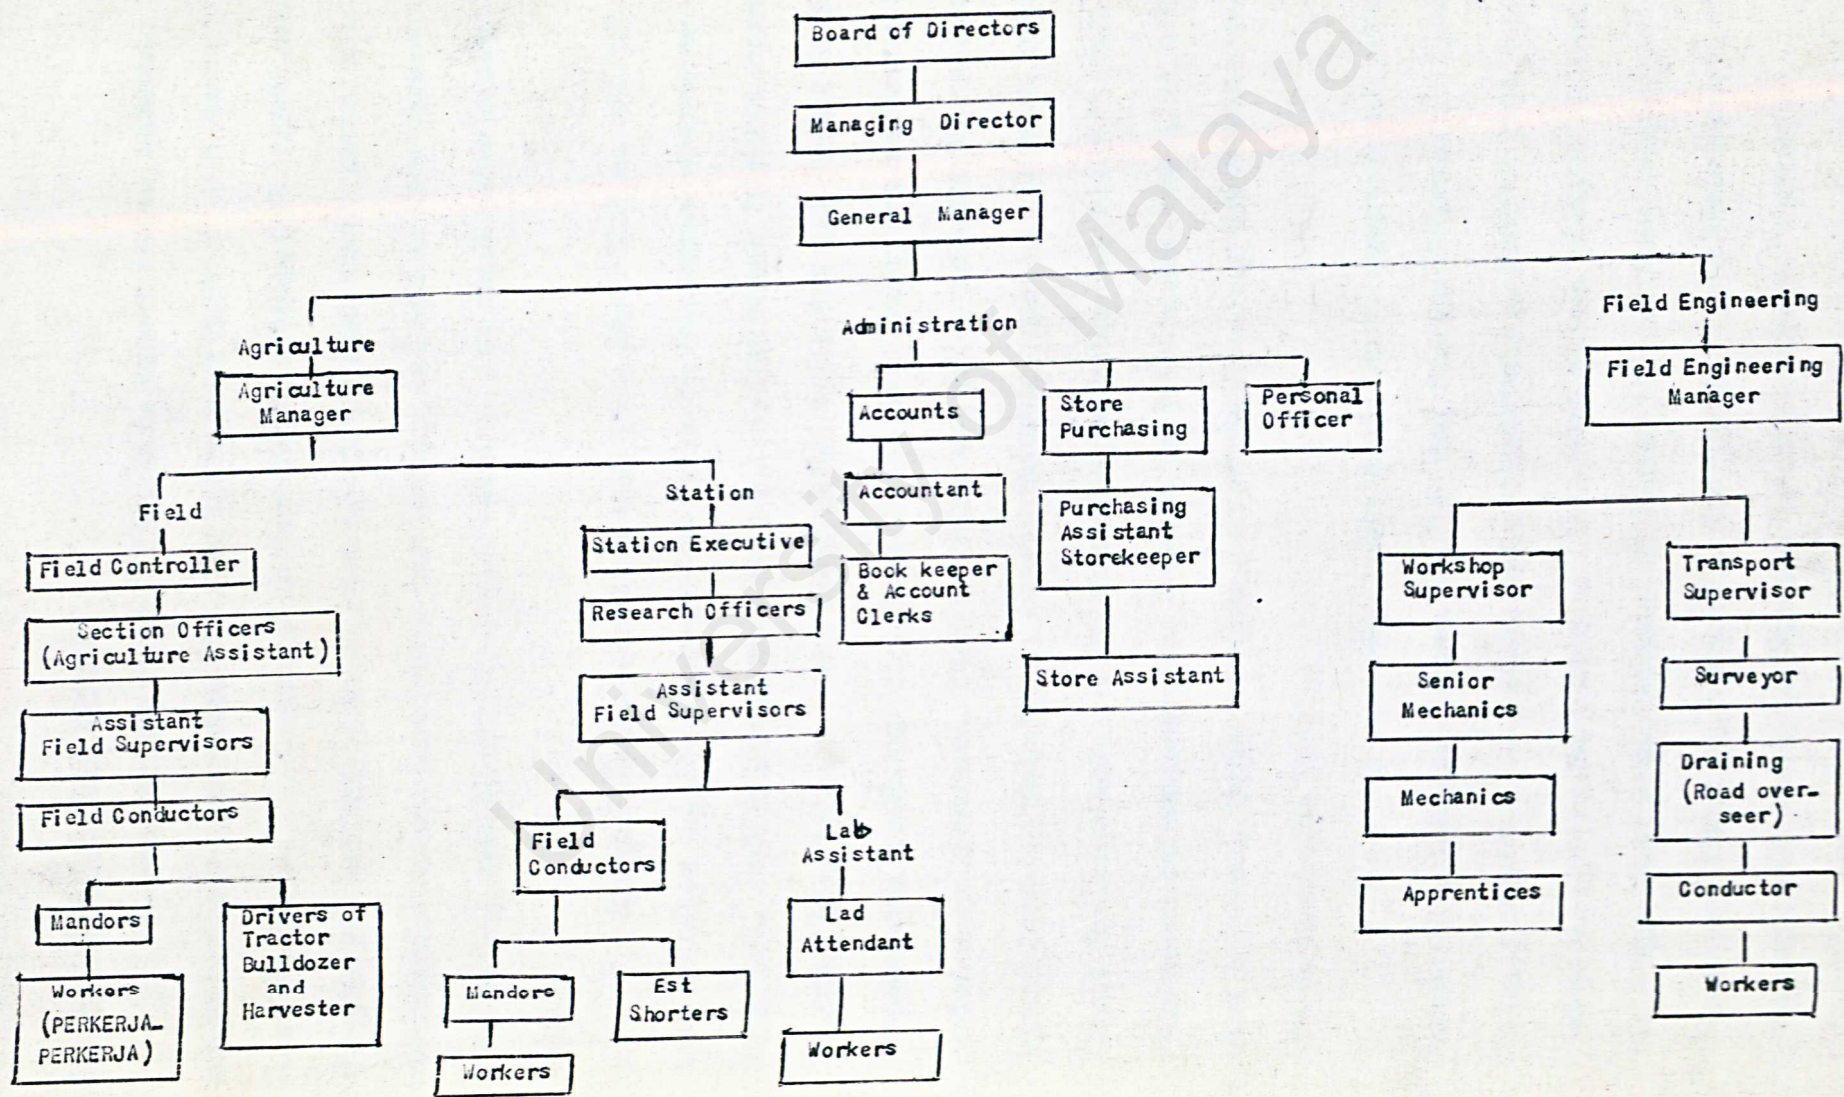 Board of Directors
Managing Director
General Manager
Agriculture
Agriculture
Manager
Field
Field Controller
Section Officers
(Agriculture Assistant)
Assistant
Field Supervisors
Field Conductors
Mandors
Workers
(PERKERJA_
PERKERJA)
Drivers of
Tractor
Bulldozer
and
Harvester
Station
Station Executive
Research Officers
Assistant
Field Supervisors
Field
Conductors
Mandors
Workers
Est
Shorters
Lab
Assistant
Lad
Attendant
Workers
Administration
Accounts
Accountant
Book keeper
& Account
Clerks
Store
Purchasing
Purchasing
Assistant
Storekeeper
Store Assistant
Personal
Officer
Field Engineering
Field Engineering
Manager
Workshop
Supervisor
Senior
Mechanics
Mechanics
Apprentices
Transport
Supervisor
Surveyor
Draining
(Road over-
seer)
Conductor
Workers
University of Malaya